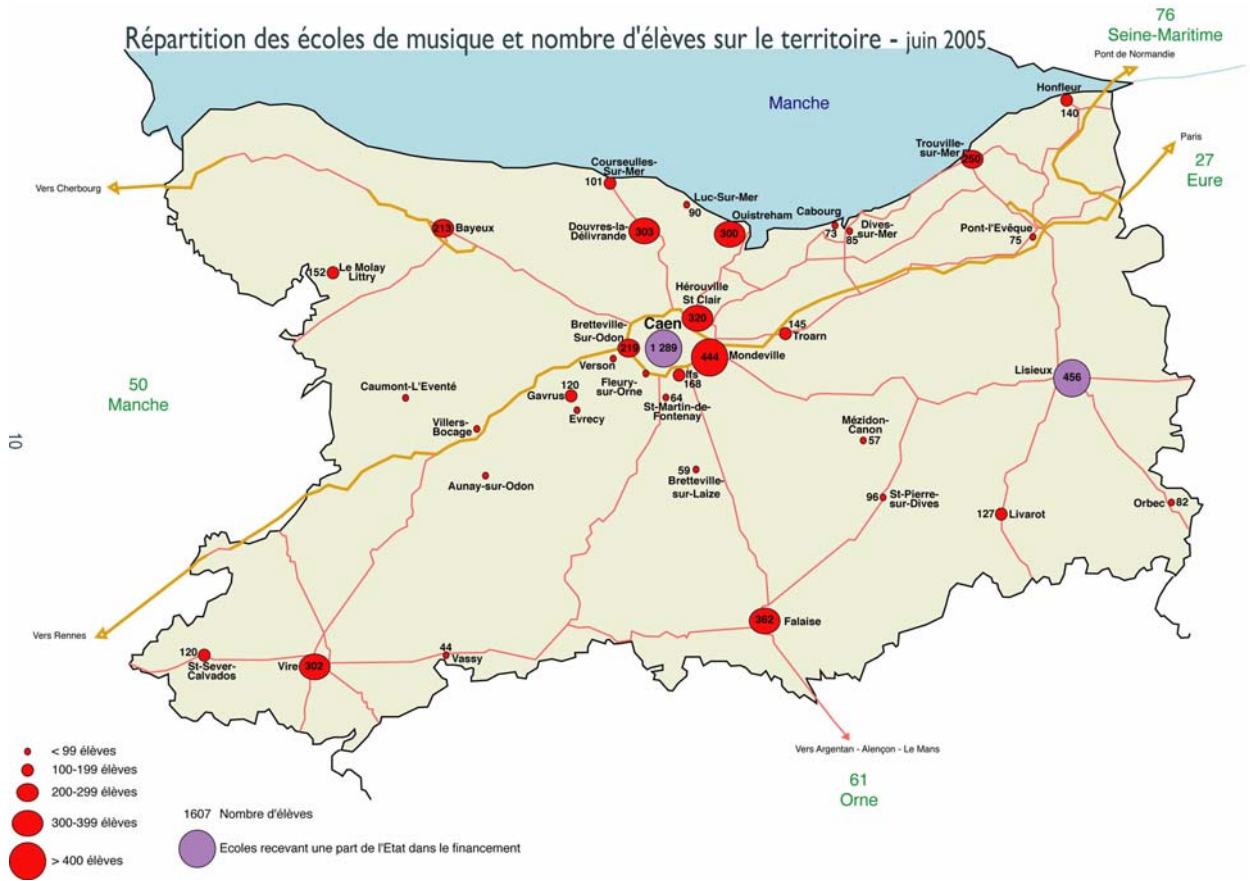 Répartition des écoles de musique et nombre d'élèves sur le territoire - juin 2005
76
Seine-Maritime
Pont de Normandie
Manche
Honfleur
140
Paris
27
Eure
Trouville-
sur-Mer
250
Courseulles-
Sur-Mer
101
Vers Cherbourg
Luc-Sur-Mer
90
Ouistreham
300
Cabourg
73
Dives-
sur-Mer
85
Pont-l'Evêque
75
213
Bayeux
Douvres-la-
Délivrande
303
152
Le Molay
Littry
Hérouville
St Clair
320
Bretteville-
Sur-Odon
219
Caen
1 289
444
Mondeville
145
Troarn
Verson
Fleury-
sur-Orne
Ifs
168
Lisieux
456
50
Manche
Caumont-L'Eventé
120
Gavrus
Evrecy
64
St-Martin-de-
Fontenay
Villers-
Bocage
Mézidon-
Canon
57
10
Aunay-sur-Odon
59
Bretteville-
sur-Laize
96
St-Pierre-
sur-Dives
127
Livarot
Orbec
82
Vers Rennes
362
Falaise
120
St-Sever-
Calvados
Vire
302
44
Vassy
Vers Argentan - Alençon - Le Mans
61
Orne
< 99 élèves
100-199 élèves
200-299 élèves
300-399 élèves
> 400 élèves
1607 Nombre d'élèves
Ecoles recevant une part de l'Etat dans le financement